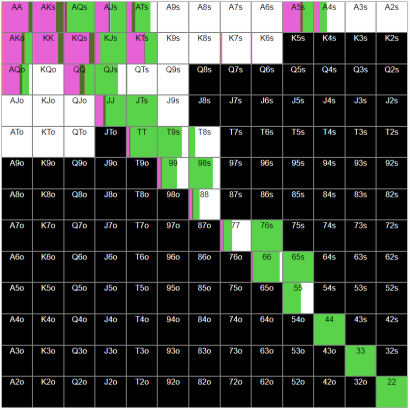 AA AKs AQs AJs ATs A9s A8s A7s A6s A5s A4s A3s A2s
AKo KK KQs KJs KTs K9s K8s K7s K6s K5s K4s K3s K2s
AQo KQo QQ QJs QTs Q9s Q8s Q7s Q6s Q5s Q4s Q3s Q2s
AJo KJo QJo JJ JTs J9s J8s J7s J6s J5s J4s J3s J2s
ATo KTo QTo JTo TT T9s T8s T7s T6s T5s T4s T3s T2s
A9o K9o Q9o J9o T9o 99 98s 97s 96s 95s 94s 93s 92s
A8o K8o Q8o J8o T8o 98o 88 87s 86s 85s 84s 83s 82s
A7o K7o Q7o J7o T7o 97o 87o 77 76s 75s 74s 73s 72s
A6o K6o Q6o J6o T6o 96o 86o 76o 66 65s 64s 63s 62s
A5o K5o Q5o J5o T5o 95o 85o 75o 65o 55 54s 53s 52s
A4o K4o Q4o J4o T4o 94o 84o 74o 64o 54o 44 43s 42s
A3o K3o Q3o J3o T3o 93o 83o 73o 63o 53o 43o 33 32s
A2o K2o Q2o J2o T2o 92o 82o 72o 62o 52o 42o 32o 22